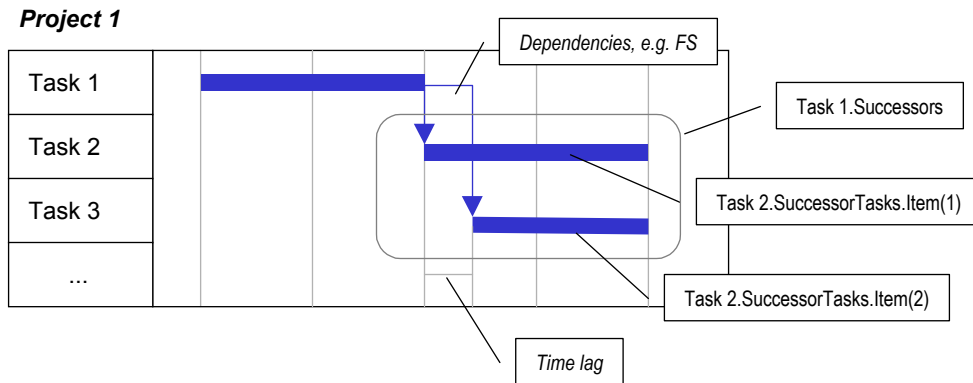 Project 1
Dependencies, e.g. FS
Task 1
Task 1.Successors
Task 2
Task 3
Task 2.SuccessorTasks.Item(1)
...
Task 2.SuccessorTasks.Item(2)
Time lag